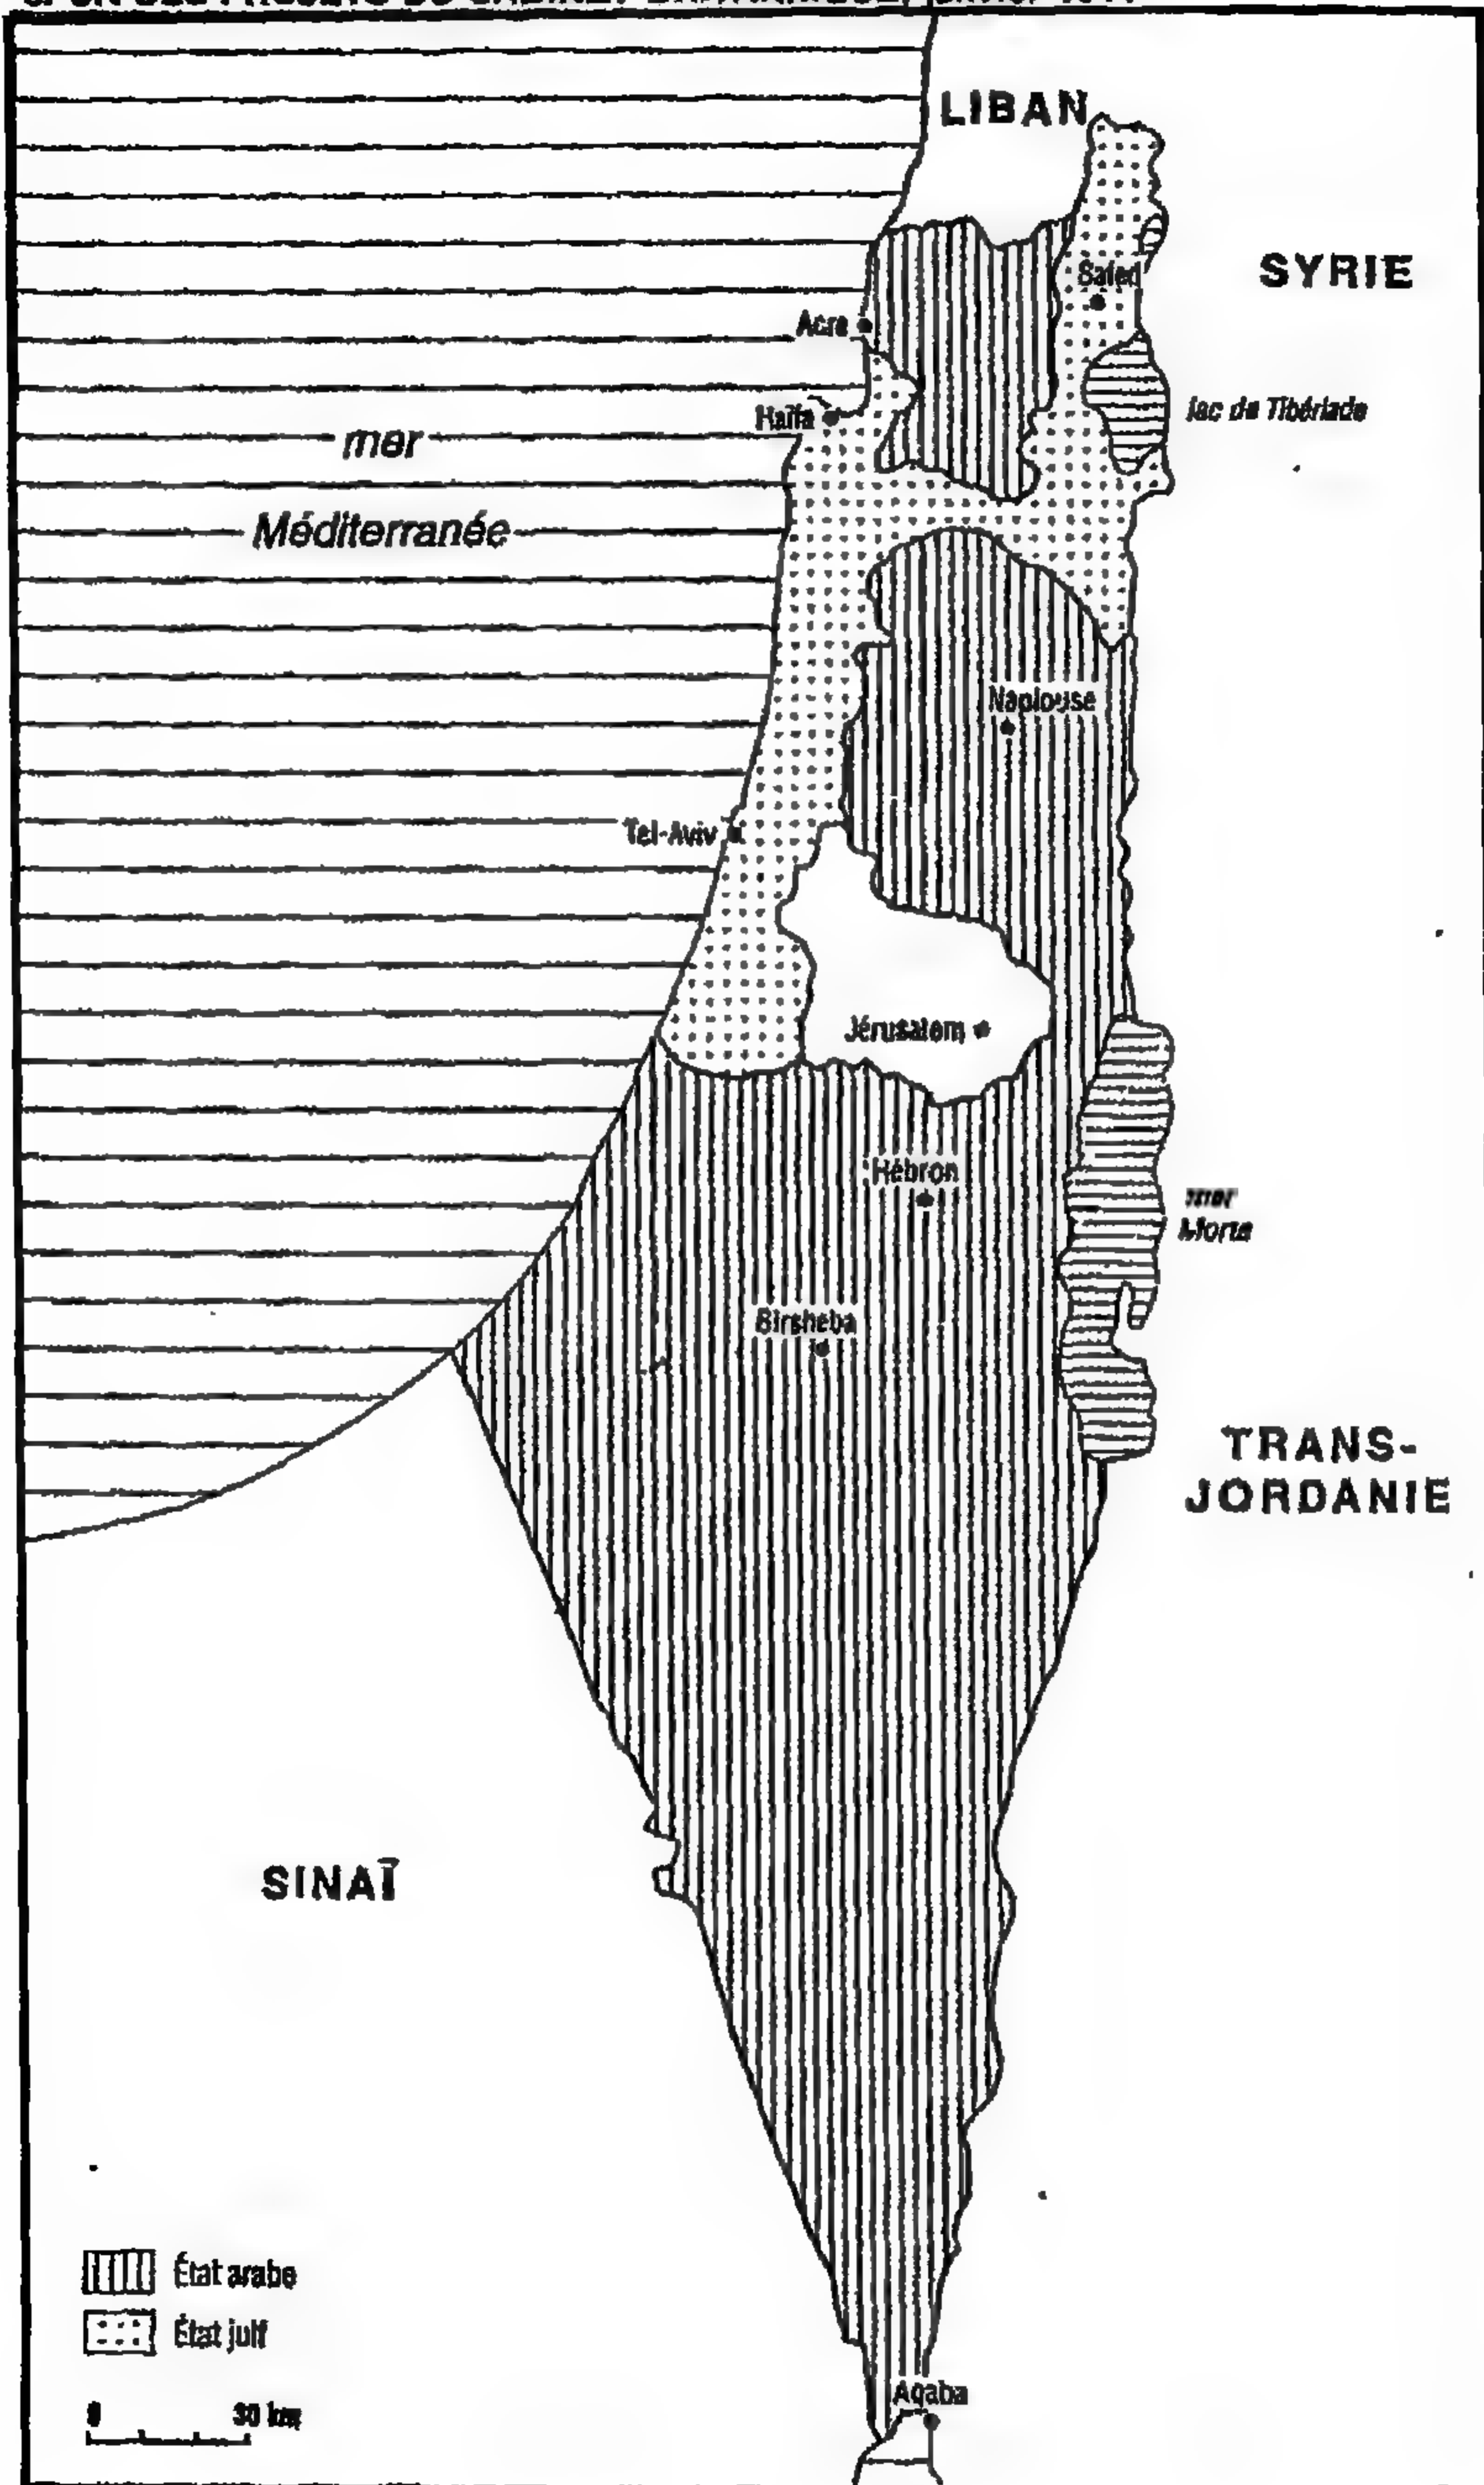 LIBAN
SYRIE
Safed
Acre
lac de Tibériade
Haïfa
mer
Méditerranée
Naplouse
Tel-Aviv
Jérusalem
Hébron
mer
Morte
Birsheba
TRANS-
JORDANIE
SINAÏ
État arabe
État juif
0 30 km
Aqaba